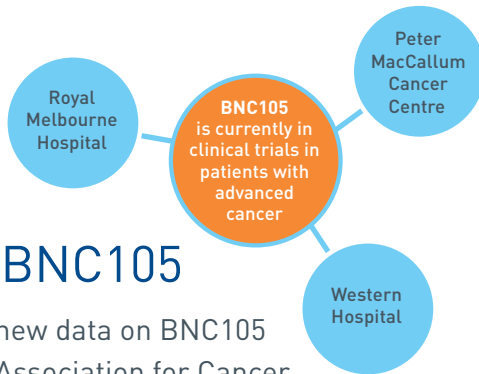 Peter
MacCallum
Cancer
Centre
Royal
Melbourne
Hospital
BNC105
is currently in
clinical trials in
patients with
advanced
cancer
BNC105
Western
Hospital
new data on BNC105
Association for Cancer